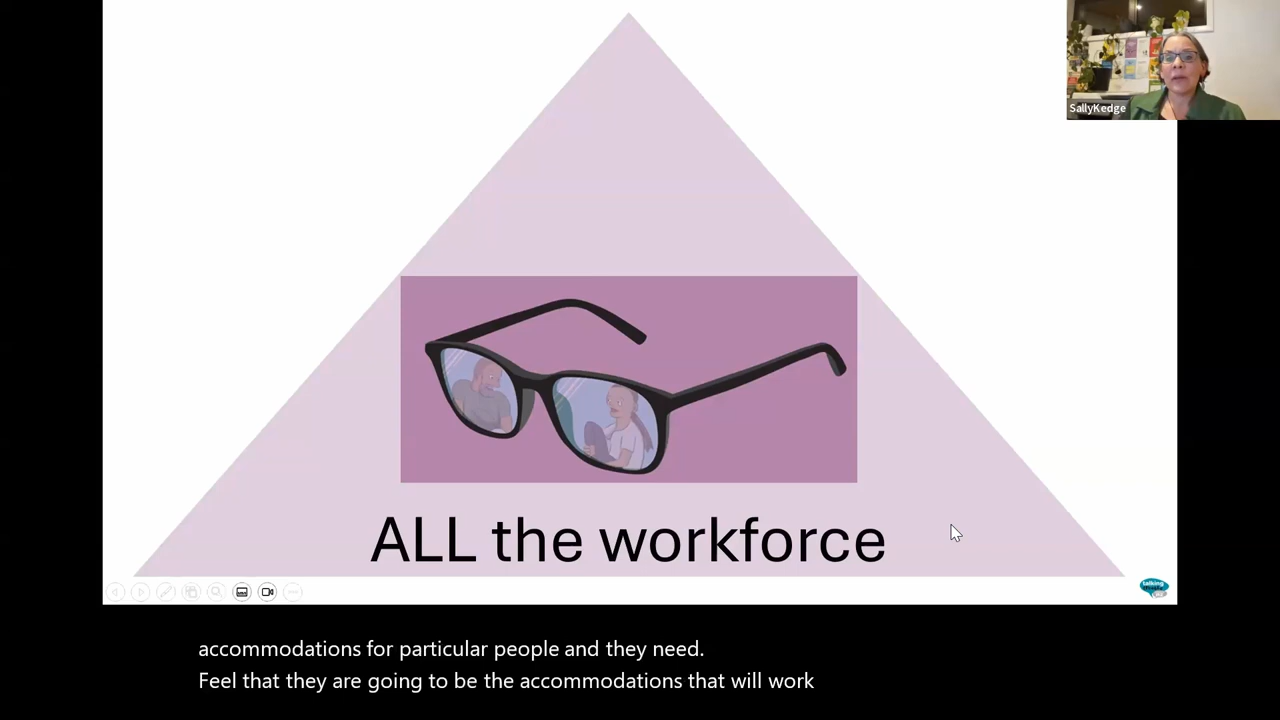 SallyKedge
ALL the workforce
talking
accommodations for particular people and they need.
Feel that they are going to be the accommodations that will work